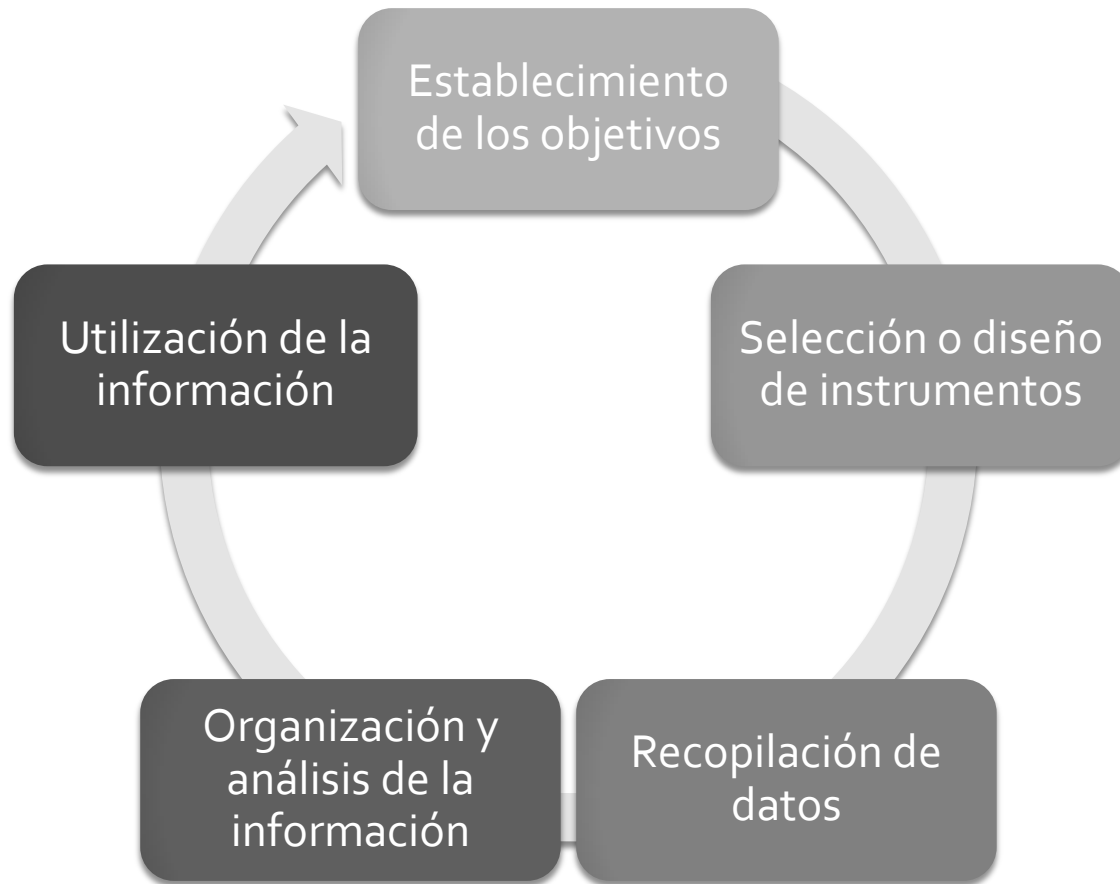 Establecimiento
de los objetivos
Selección o diseño
de instrumentos
Recopilación de
datos
Organización y
análisis de la
información
Utilización de la
información